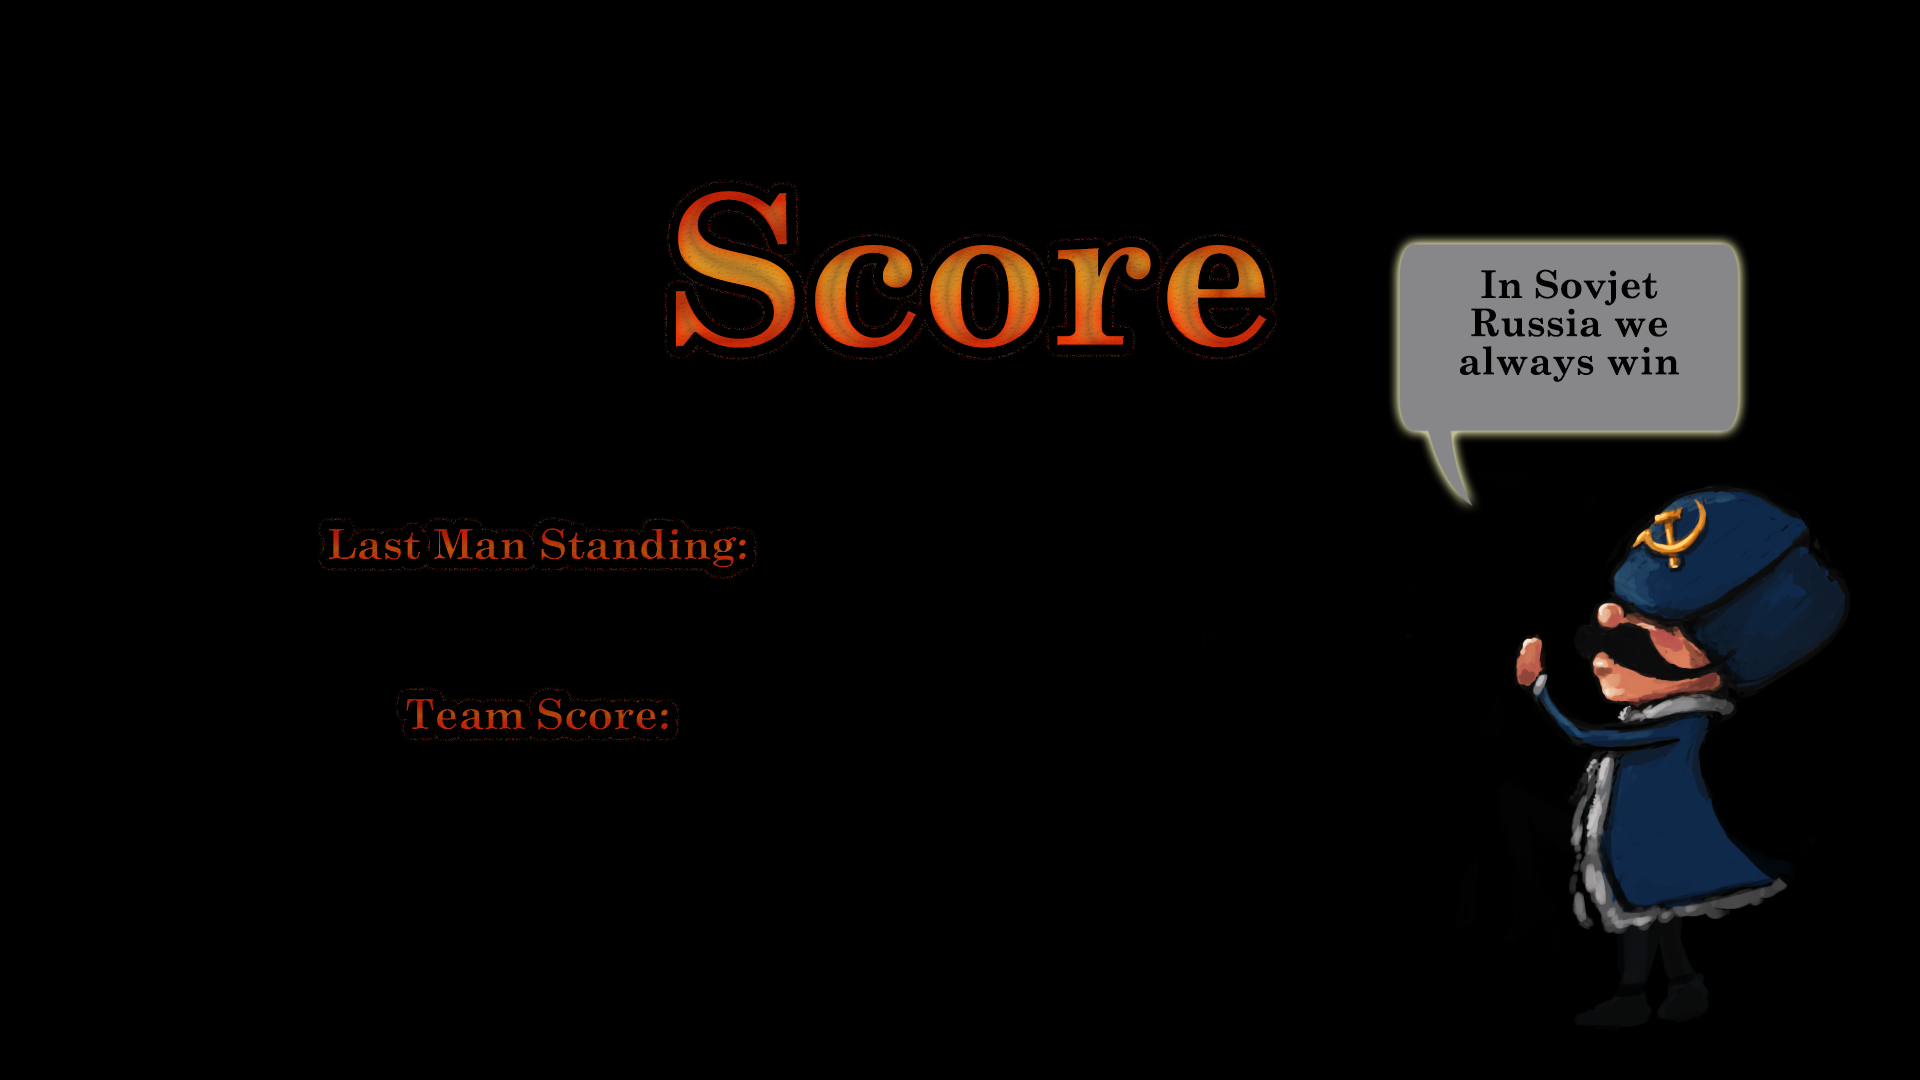 Score
In Sovjet
Russia we
always win
Last Man Standing:
Team Score: